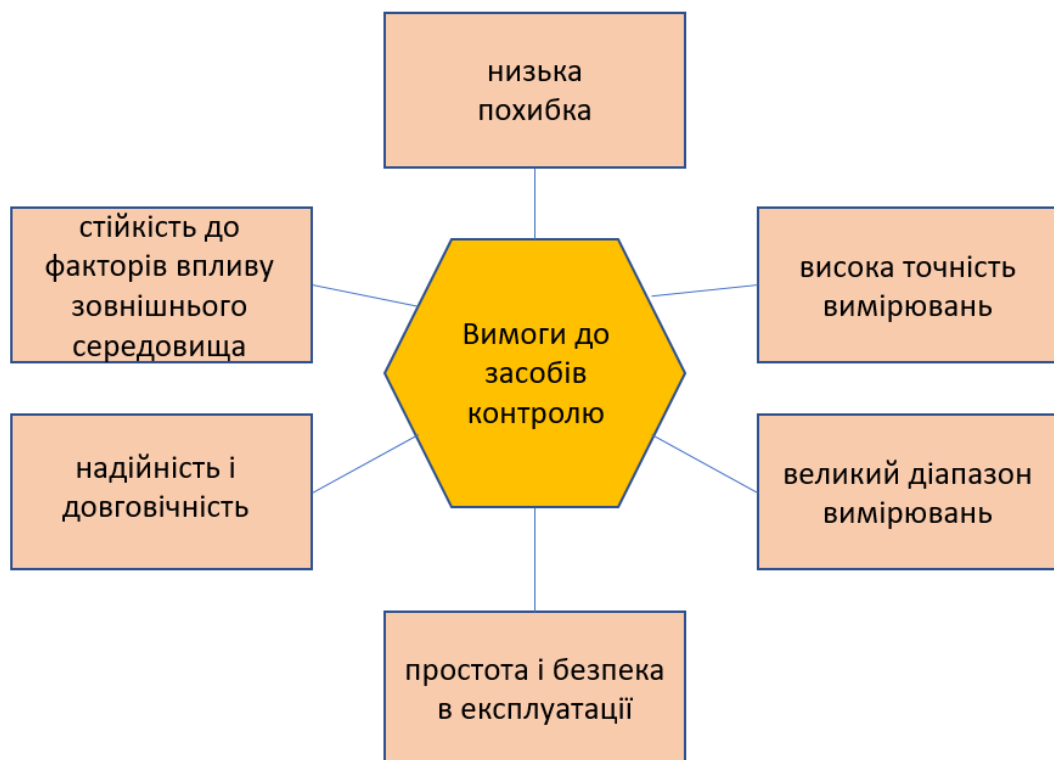 низька
похибка
стійкість до
факторів впливу
зовнішнього
середовища
висока точність
вимірювань
Вимоги до
засобів
контролю
надійність і
довговічність
великий діапазон
вимірювань
простота і безпека
в експлуатації